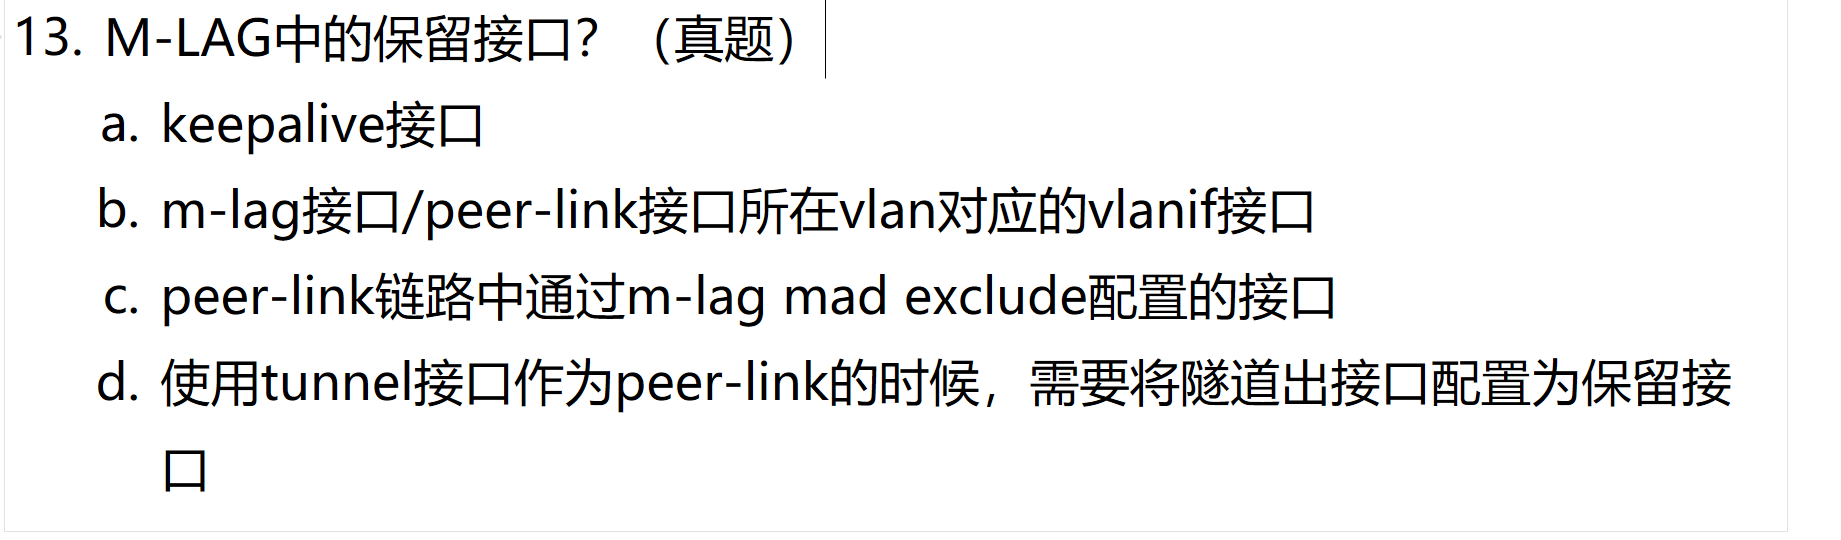 13. M-LAG中的保留接口？（真题）
a. keepalive接口
b. m-lag接口/peer-link接口所在vlan对应的vlanif接口
c. peer-link链路中通过m-lag mad exclude配置的接口
d. 使用tunnel接口作为peer-link的时候，需要将隧道出接口配置为保留接
口